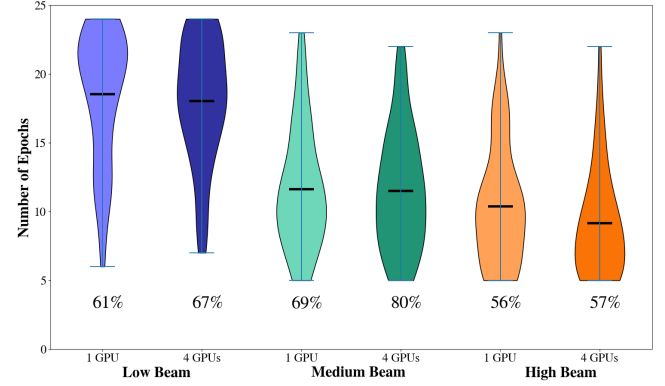 25
20
15
10
5
0
Number of Epochs
61% 67% 69% 80% 56% 57%
1 GPU 4 GPUs 1 GPU 4 GPUs 1 GPU 4 GPUs
Low Beam Medium Beam High Beam